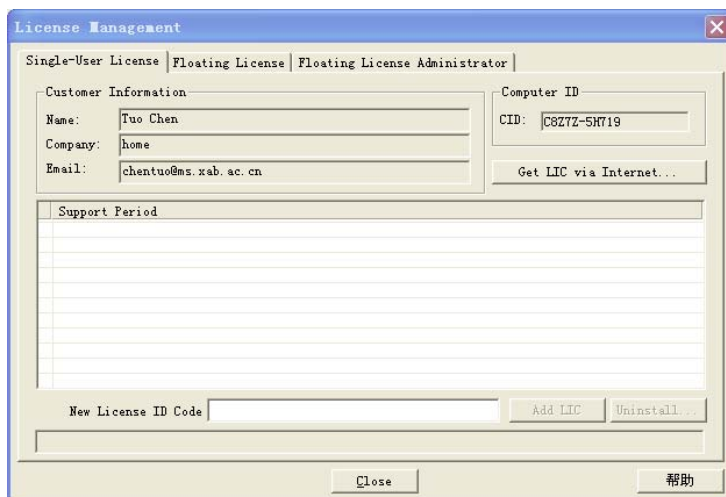 License Management
Single-User License Floating License Floating License Administrator
Customer Information
Name: Tuo Chen
Company: home
Email: chentuo@ms.xab.ac.cn
Computer ID
CID: C8Z7Z-5H719
Get LIC via Internet...
Support Period
New License ID Code Add LIC Uninstall...
Close 帮助